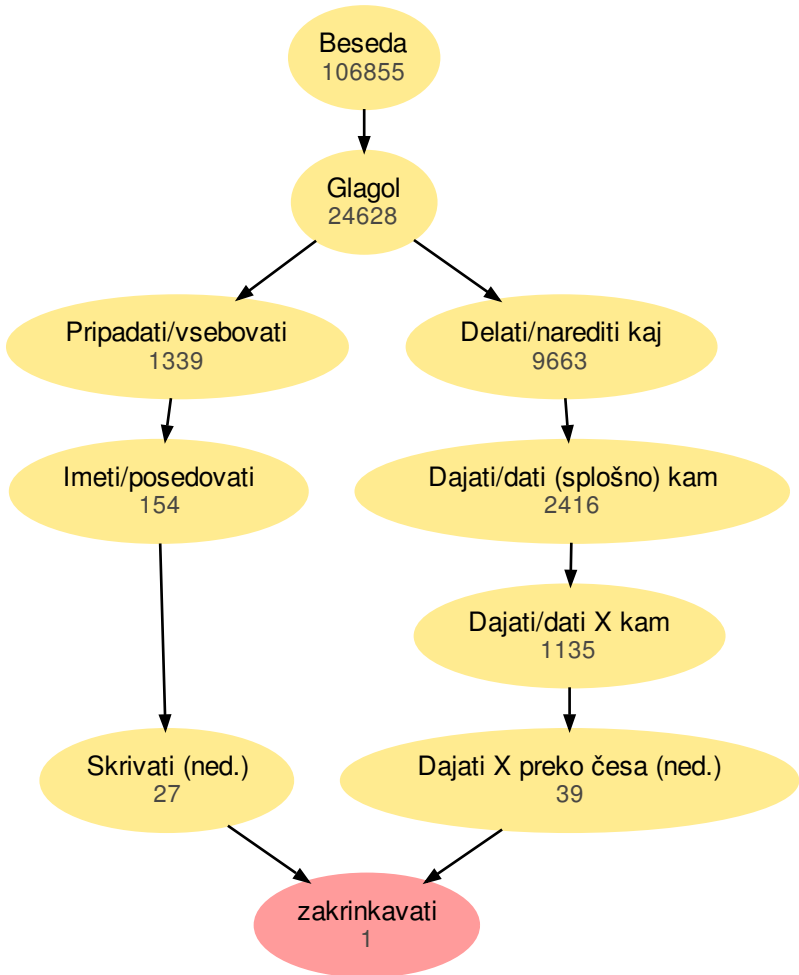 Beseda
106855
Glagol
24628
Pripadati/vsebovati
1339
Delati/narediti kaj
9663
Imeti/posedovati
154
Dajati/dati (splošno) kam
2416
Dajati/dati X kam
1135
Skrivati (ned.)
27
Dajati X preko česa (ned.)
39
zakrinkavati
1